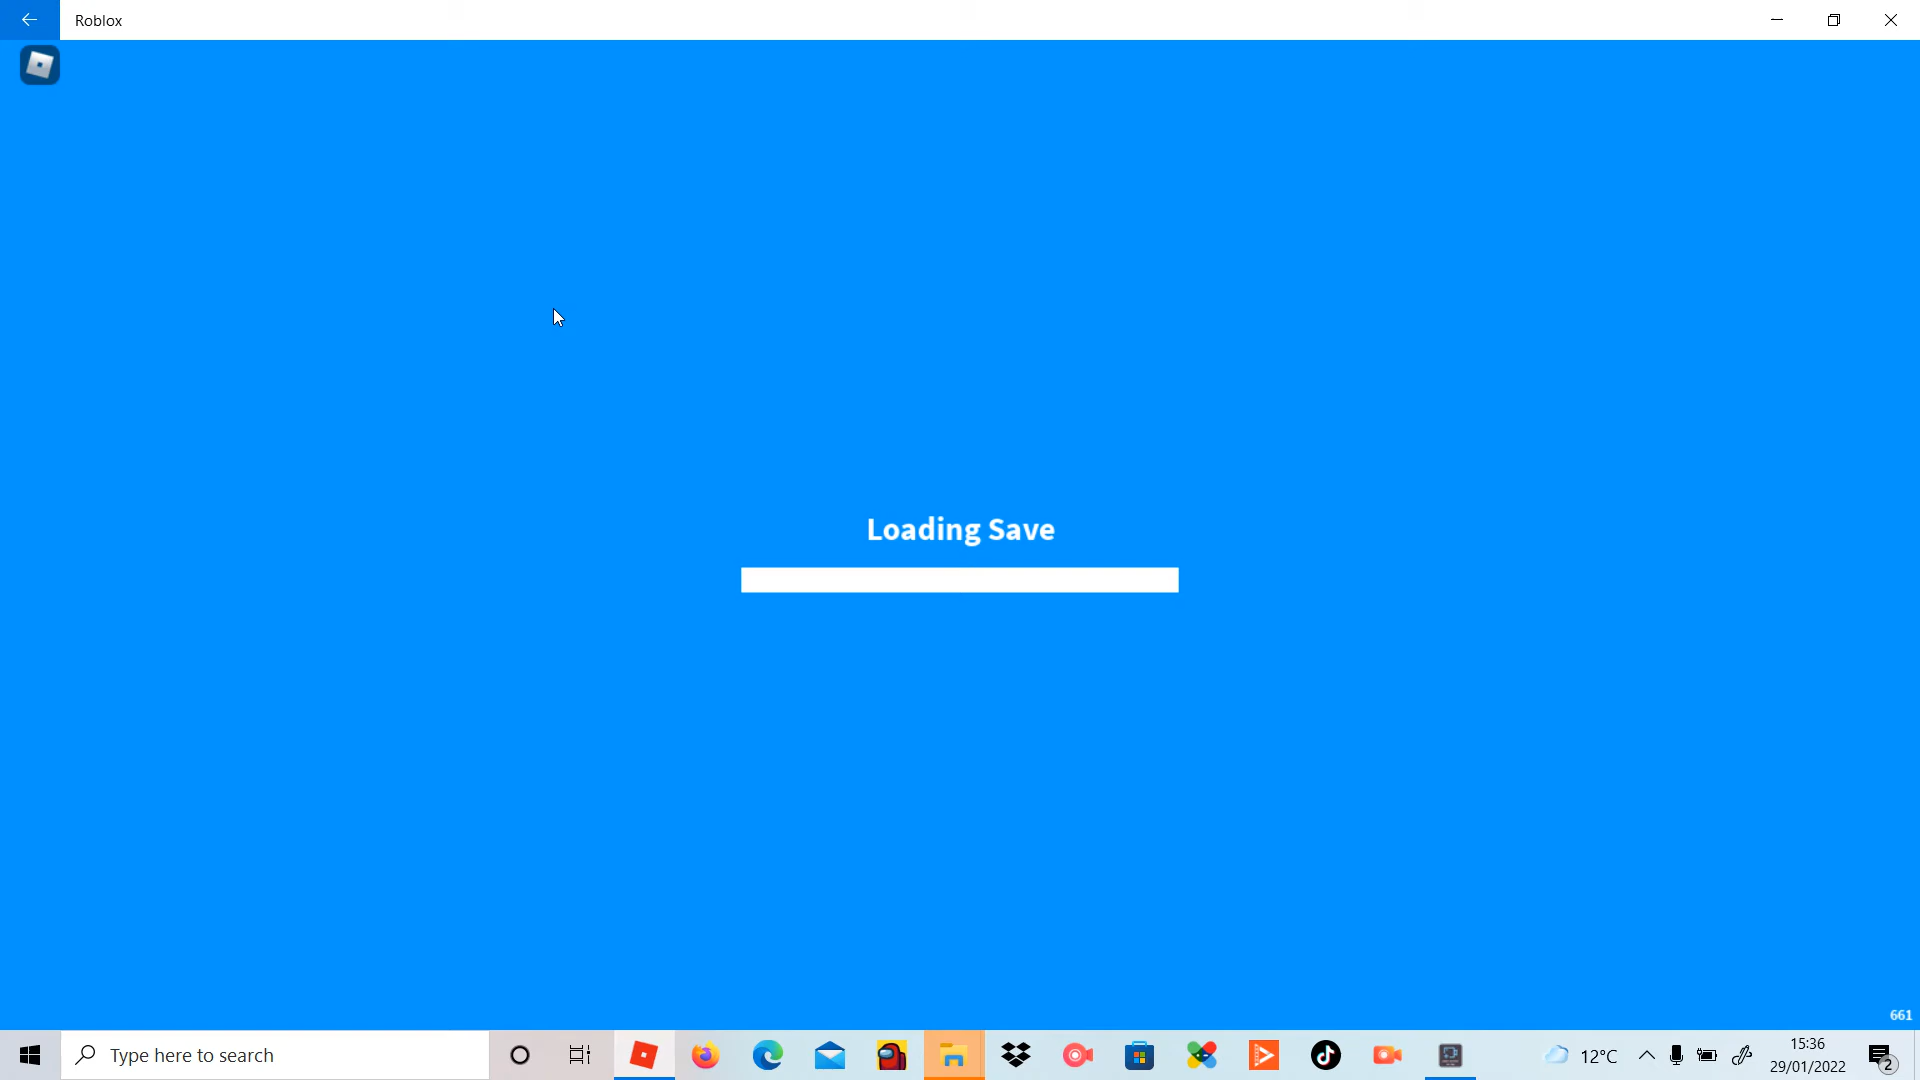 Roblox
Loading Save
661
Type here to search
12°C
15:36
29/01/2022
2